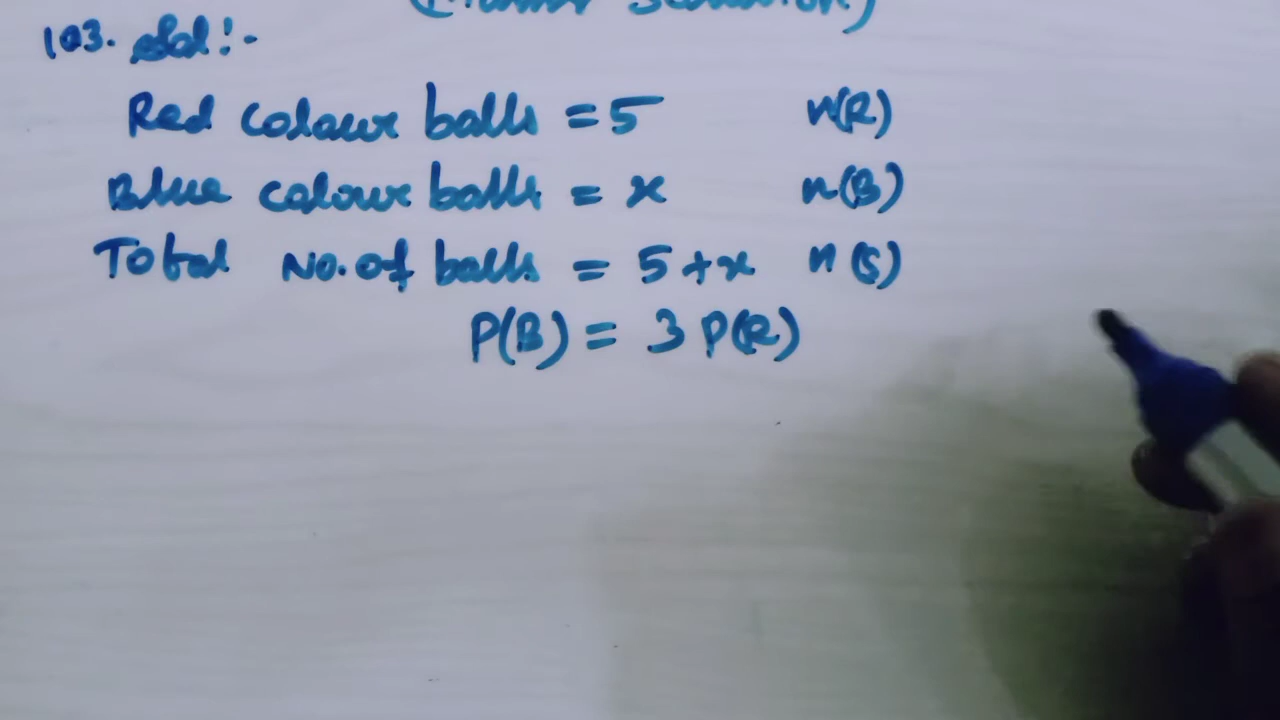 103. Sol:-
Red colour balls = 5 n(R)
Blue colour balls = x n(B)
Total No. of balls = 5+x n(S)
P(B) = 3 P(R)